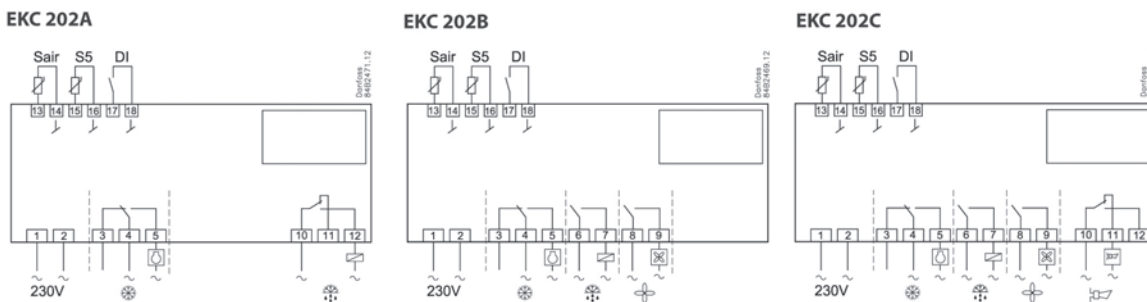 EKC 202A
EKC 202B
EKC 202C
Sair S5 DI
Danfoss
84B2471.12
13 14 15 16 17 18
1 2 3 4 5 10 11 12
230V
Sair S5 DI
Danfoss
84B2469.12
13 14 15 16 17 18
1 2 3 4 5 6 7 8 9
230V
Sair S5 DI
Danfoss
13 14 15 16 17 18
1 2 3 4 5 6 7 8 9 10 11 12
230V